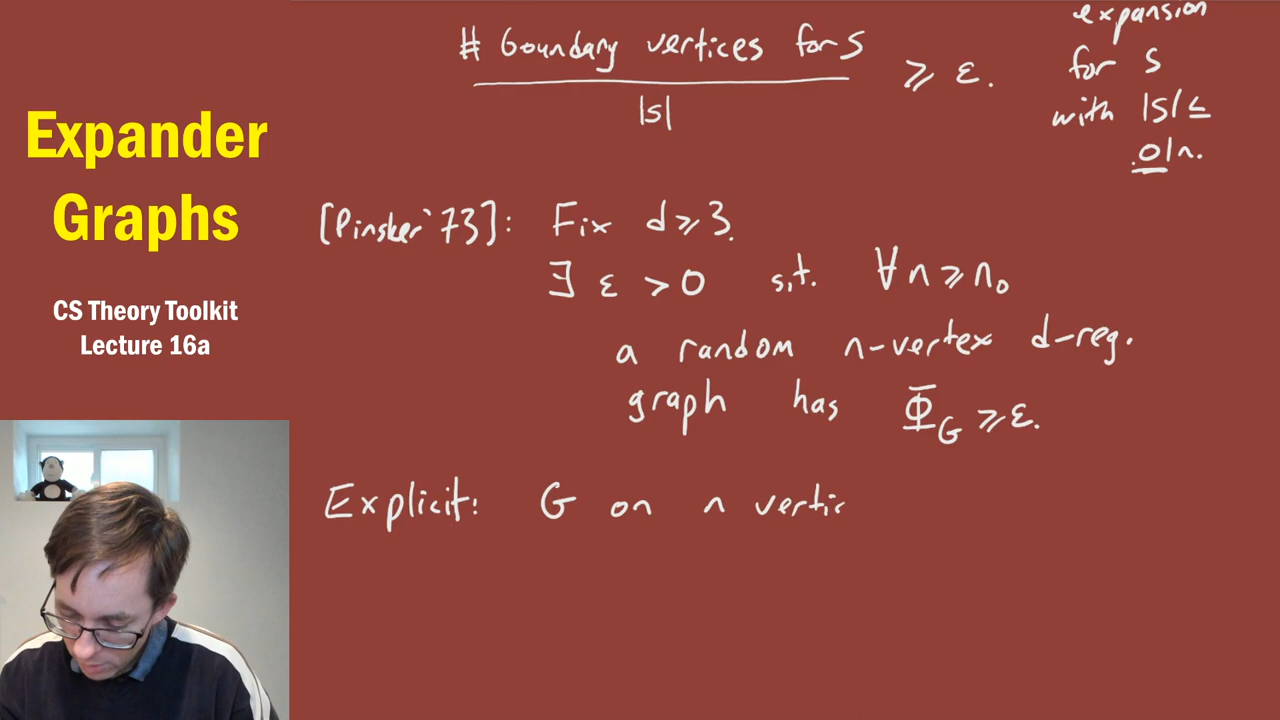 Expander
Graphs
CS Theory Toolkit
Lecture 16a
# boundary vertices for S
|S|
≥ ε.
expansion
for S
with |S| ≤
.01n.
[Pinsker '73]: Fix d ≥ 3.
∃ ε > 0 s.t. ∀ n ≥ n₀
a random n-vertex d-reg.
graph has Φ_G ≥ ε.
Explicit: G on n vertic